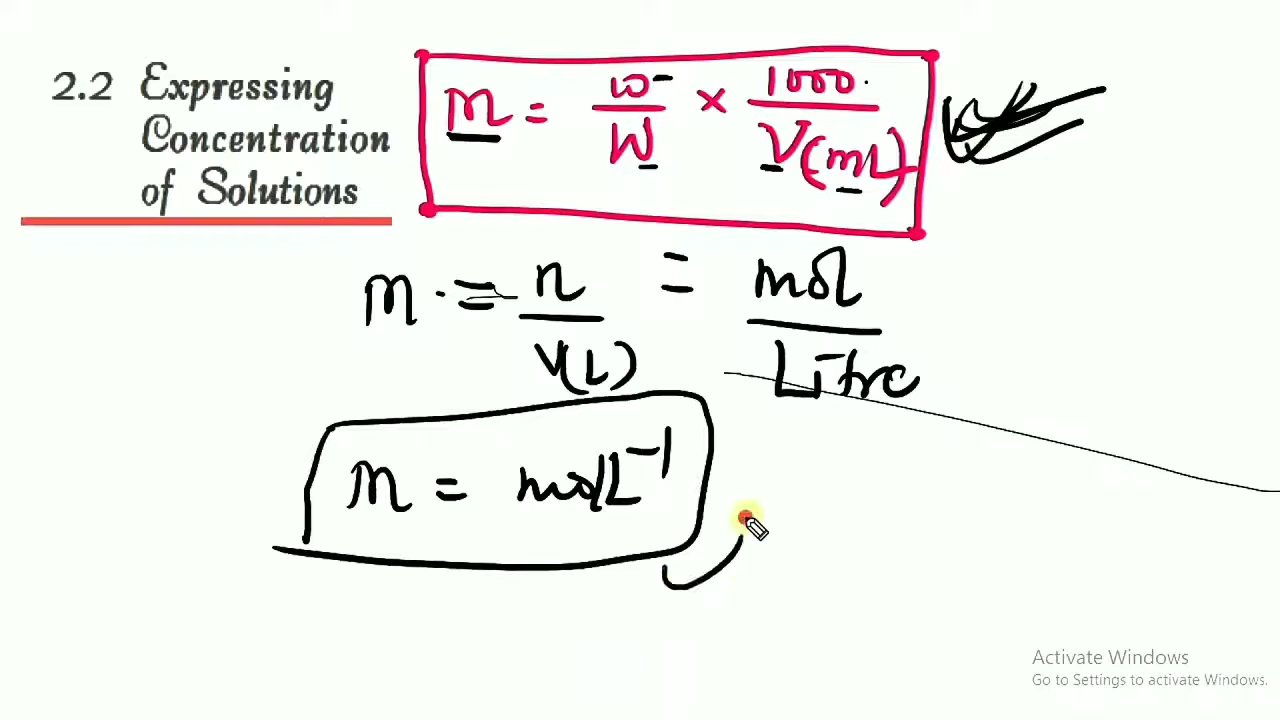 2.2 Expressing
Concentration
of Solutions
M = w/W × 1000/V(mL)
M = n/V(L) = mol/Litre
M = mol L⁻¹
Activate Windows
Go to Settings to activate Windows.